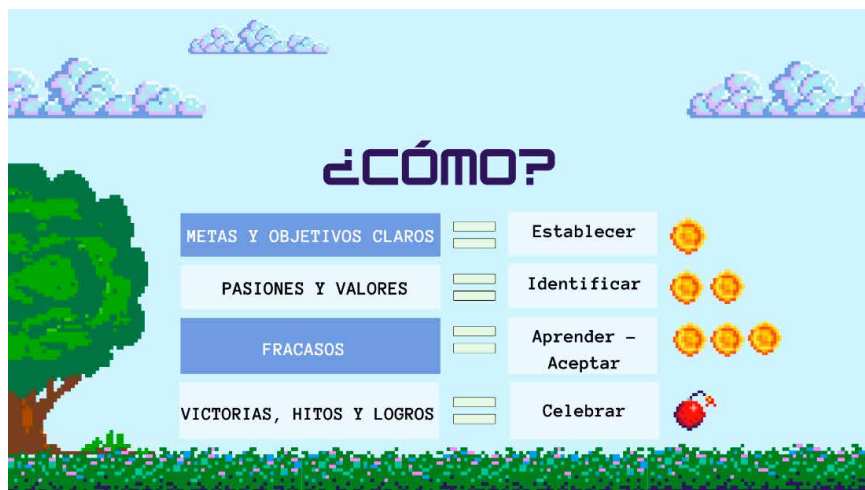 ¿CÓMO?
METAS Y OBJETIVOS CLAROS
Establecer
PASIONES Y VALORES
Identificar
FRACASOS
Aprender –
Aceptar
VICTORIAS, HITOS Y LOGROS
Celebrar